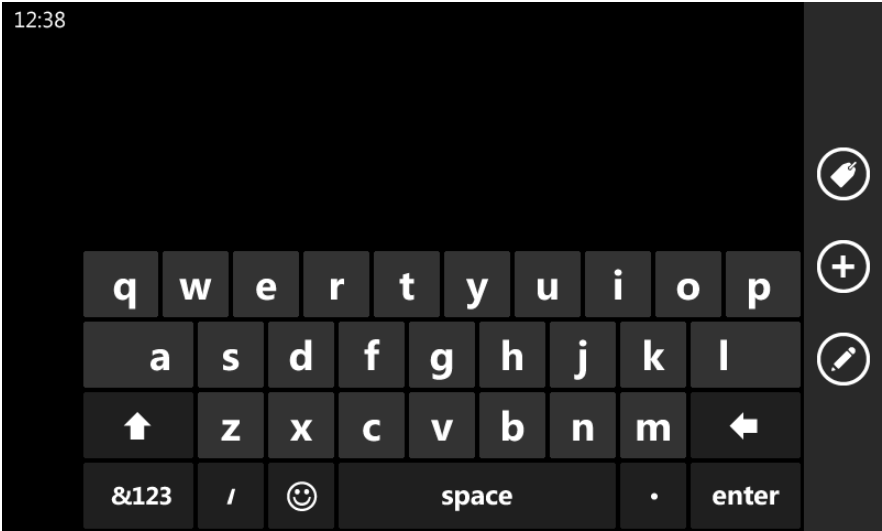 12:38
q w e r t y u i o p
a s d f g h j k l
z x c v b n m
&123 / space . enter